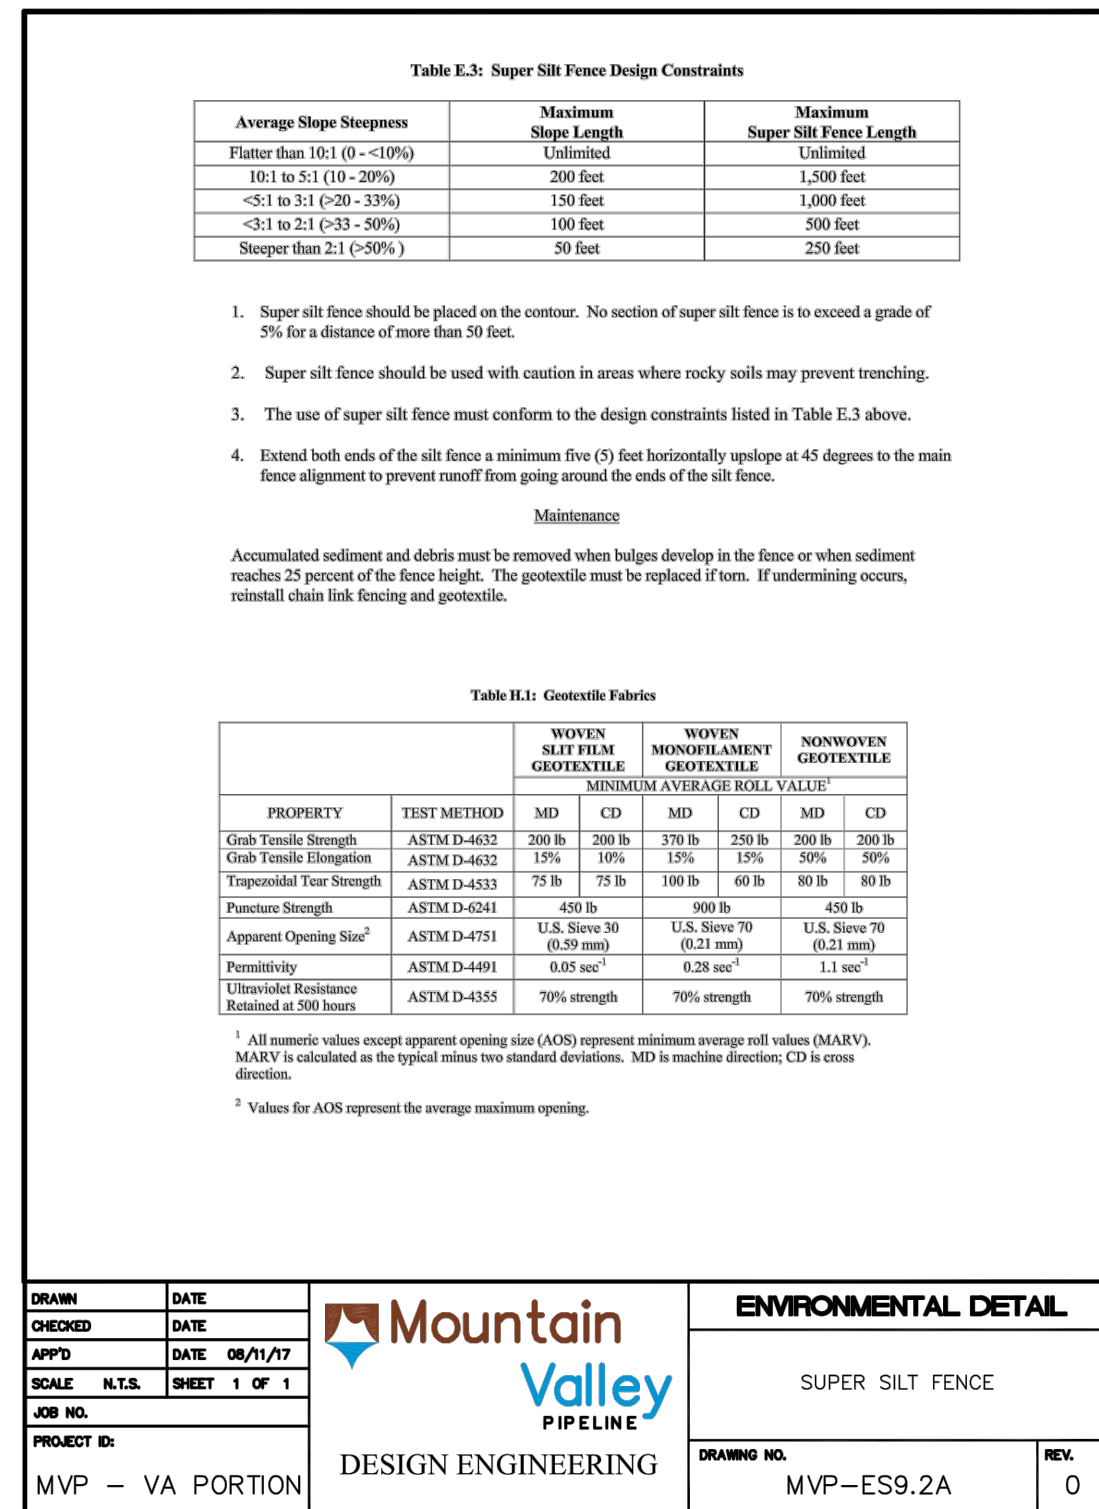 Table E.3: Super Silt Fence Design Constraints
Average Slope Steepness Maximum Slope Length Maximum Super Silt Fence Length
Flatter than 10:1 (0 - <10%) Unlimited Unlimited
10:1 to 5:1 (10 - 20%) 200 feet 1,500 feet
<5:1 to 3:1 (>20 - 33%) 150 feet 1,000 feet
<3:1 to 2:1 (>33 - 50%) 100 feet 500 feet
Steeper than 2:1 (>50% ) 50 feet 250 feet
1. Super silt fence should be placed on the contour. No section of super silt fence is to exceed a grade of
5% for a distance of more than 50 feet.
2. Super silt fence should be used with caution in areas where rocky soils may prevent trenching.
3. The use of super silt fence must conform to the design constraints listed in Table E.3 above.
4. Extend both ends of the silt fence a minimum five (5) feet horizontally upslope at 45 degrees to the main
fence alignment to prevent runoff from going around the ends of the silt fence.
Maintenance
Accumulated sediment and debris must be removed when bulges develop in the fence or when sediment
reaches 25 percent of the fence height. The geotextile must be replaced if torn. If undermining occurs,
reinstall chain link fencing and geotextile.
Table H.1: Geotextile Fabrics
WOVEN SLIT FILM GEOTEXTILE WOVEN MONOFILAMENT GEOTEXTILE NONWOVEN GEOTEXTILE
MINIMUM AVERAGE ROLL VALUE¹
PROPERTY TEST METHOD MD CD MD CD MD CD
Grab Tensile Strength ASTM D-4632 200 lb 200 lb 370 lb 250 lb 200 lb 200 lb
Grab Tensile Elongation ASTM D-4632 15% 10% 15% 15% 50% 50%
Trapezoidal Tear Strength ASTM D-4533 75 lb 75 lb 100 lb 60 lb 80 lb 80 lb
Puncture Strength ASTM D-6241 450 lb 900 lb 450 lb
Apparent Opening Size² ASTM D-4751 U.S. Sieve 30 (0.59 mm) U.S. Sieve 70 (0.21 mm) U.S. Sieve 70 (0.21 mm)
Permittivity ASTM D-4491 0.05 sec⁻¹ 0.28 sec⁻¹ 1.1 sec⁻¹
Ultraviolet Resistance Retained at 500 hours ASTM D-4355 70% strength 70% strength 70% strength
¹ All numeric values except apparent opening size (AOS) represent minimum average roll values (MARV).
MARV is calculated as the typical minus two standard deviations. MD is machine direction; CD is cross
direction.
² Values for AOS represent the average maximum opening.
DRAWN DATE
CHECKED DATE
APP'D DATE 08/11/17
SCALE N.T.S. SHEET 1 OF 1
JOB NO.
PROJECT ID:
MVP – VA PORTION
Mountain
Valley
PIPELINE
DESIGN ENGINEERING
ENVIRONMENTAL DETAIL
SUPER SILT FENCE
DRAWING NO. REV.
MVP–ES9.2A 0